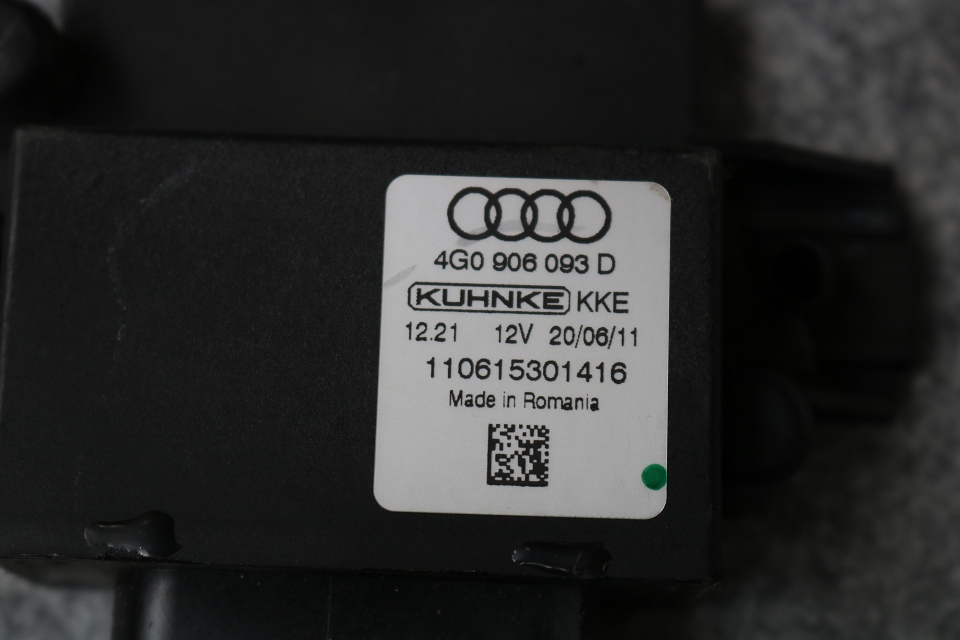 4G0 906 093 D
KUHNKE KKE
12.21 12V 20/06/11
110615301416
Made in Romania